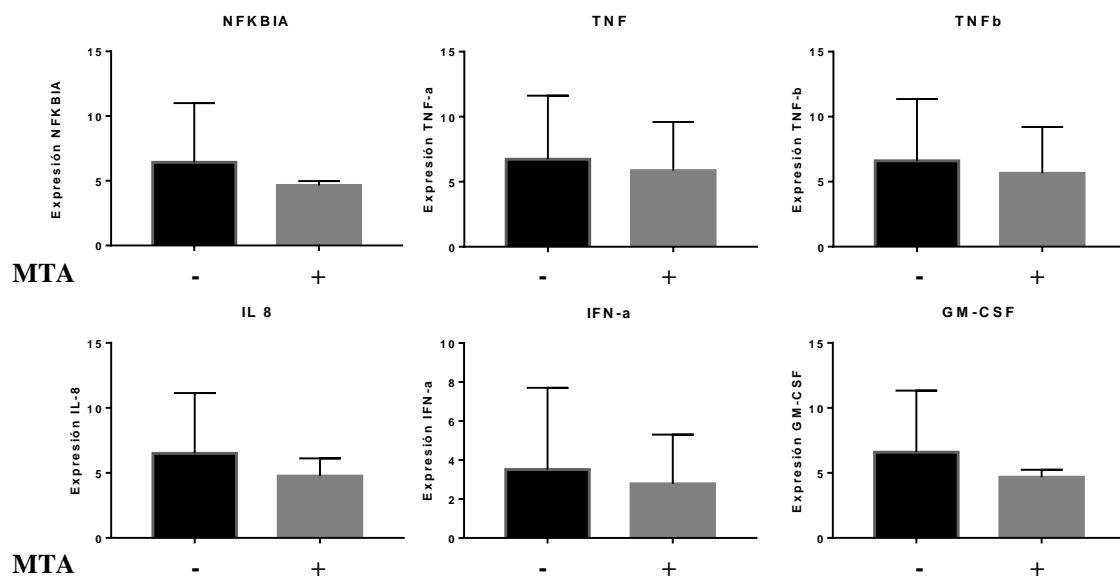 NFKBIA
TNF
TNFb
Expresión NFKBIA
15
10
5
0
Expresión TNF-a
15
10
5
0
Expresión TNF-b
15
10
5
0
MTA - + - + - +
IL 8
IFN-a
GM-CSF
Expresión IL-8
15
10
5
0
Expresión IFN-a
10
8
6
4
2
0
Expresión GM-CSF
15
10
5
0
MTA - + - + - +